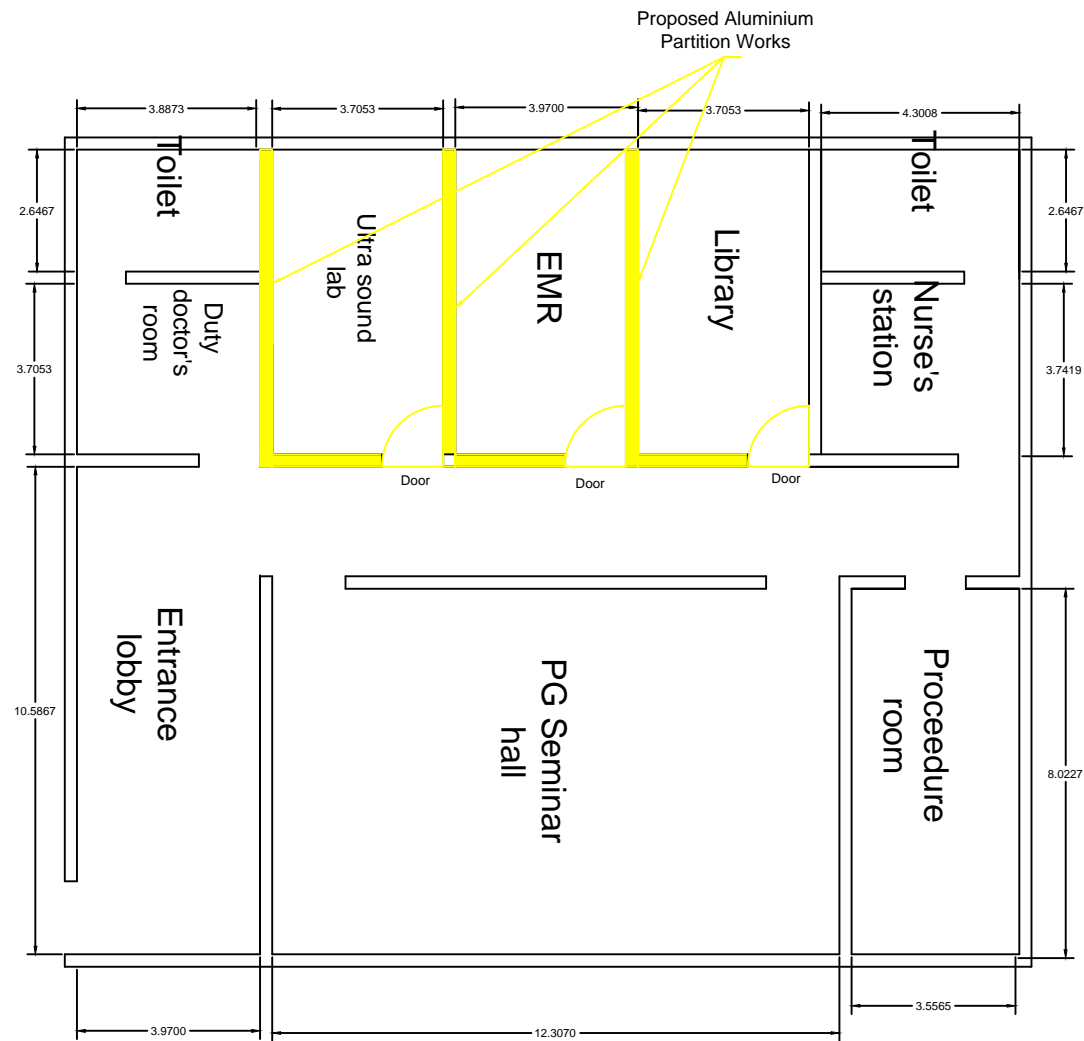 Proposed Aluminium
Partition Works
3.8873
3.7053
3.9700
3.7053
4.3008
Toilet
Toilet
2.6467
2.6467
Ultra sound
lab
EMR
Library
Duty
doctor's
room
Nurse's
station
3.7053
3.7419
Door
Door
Door
Entrance
lobby
PG Seminar
hall
Proceedure
room
10.5867
8.0227
3.9700
12.3070
3.5565